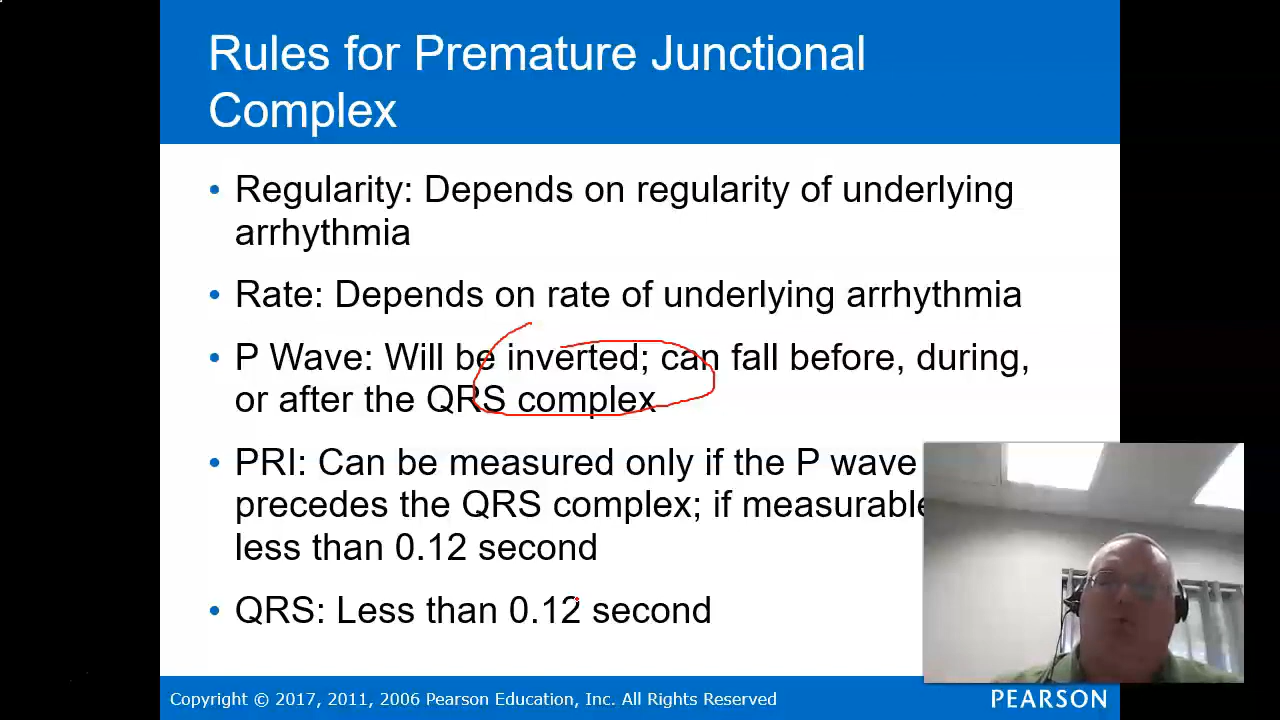 Rules for Premature Junctional
Complex
• Regularity: Depends on regularity of underlying
arrhythmia
• Rate: Depends on rate of underlying arrhythmia
• P Wave: Will be inverted; can fall before, during,
or after the QRS complex
• PRI: Can be measured only if the P wave
precedes the QRS complex; if measurable
less than 0.12 second
• QRS: Less than 0.12 second
Copyright © 2017, 2011, 2006 Pearson Education, Inc. All Rights Reserved
PEARSON